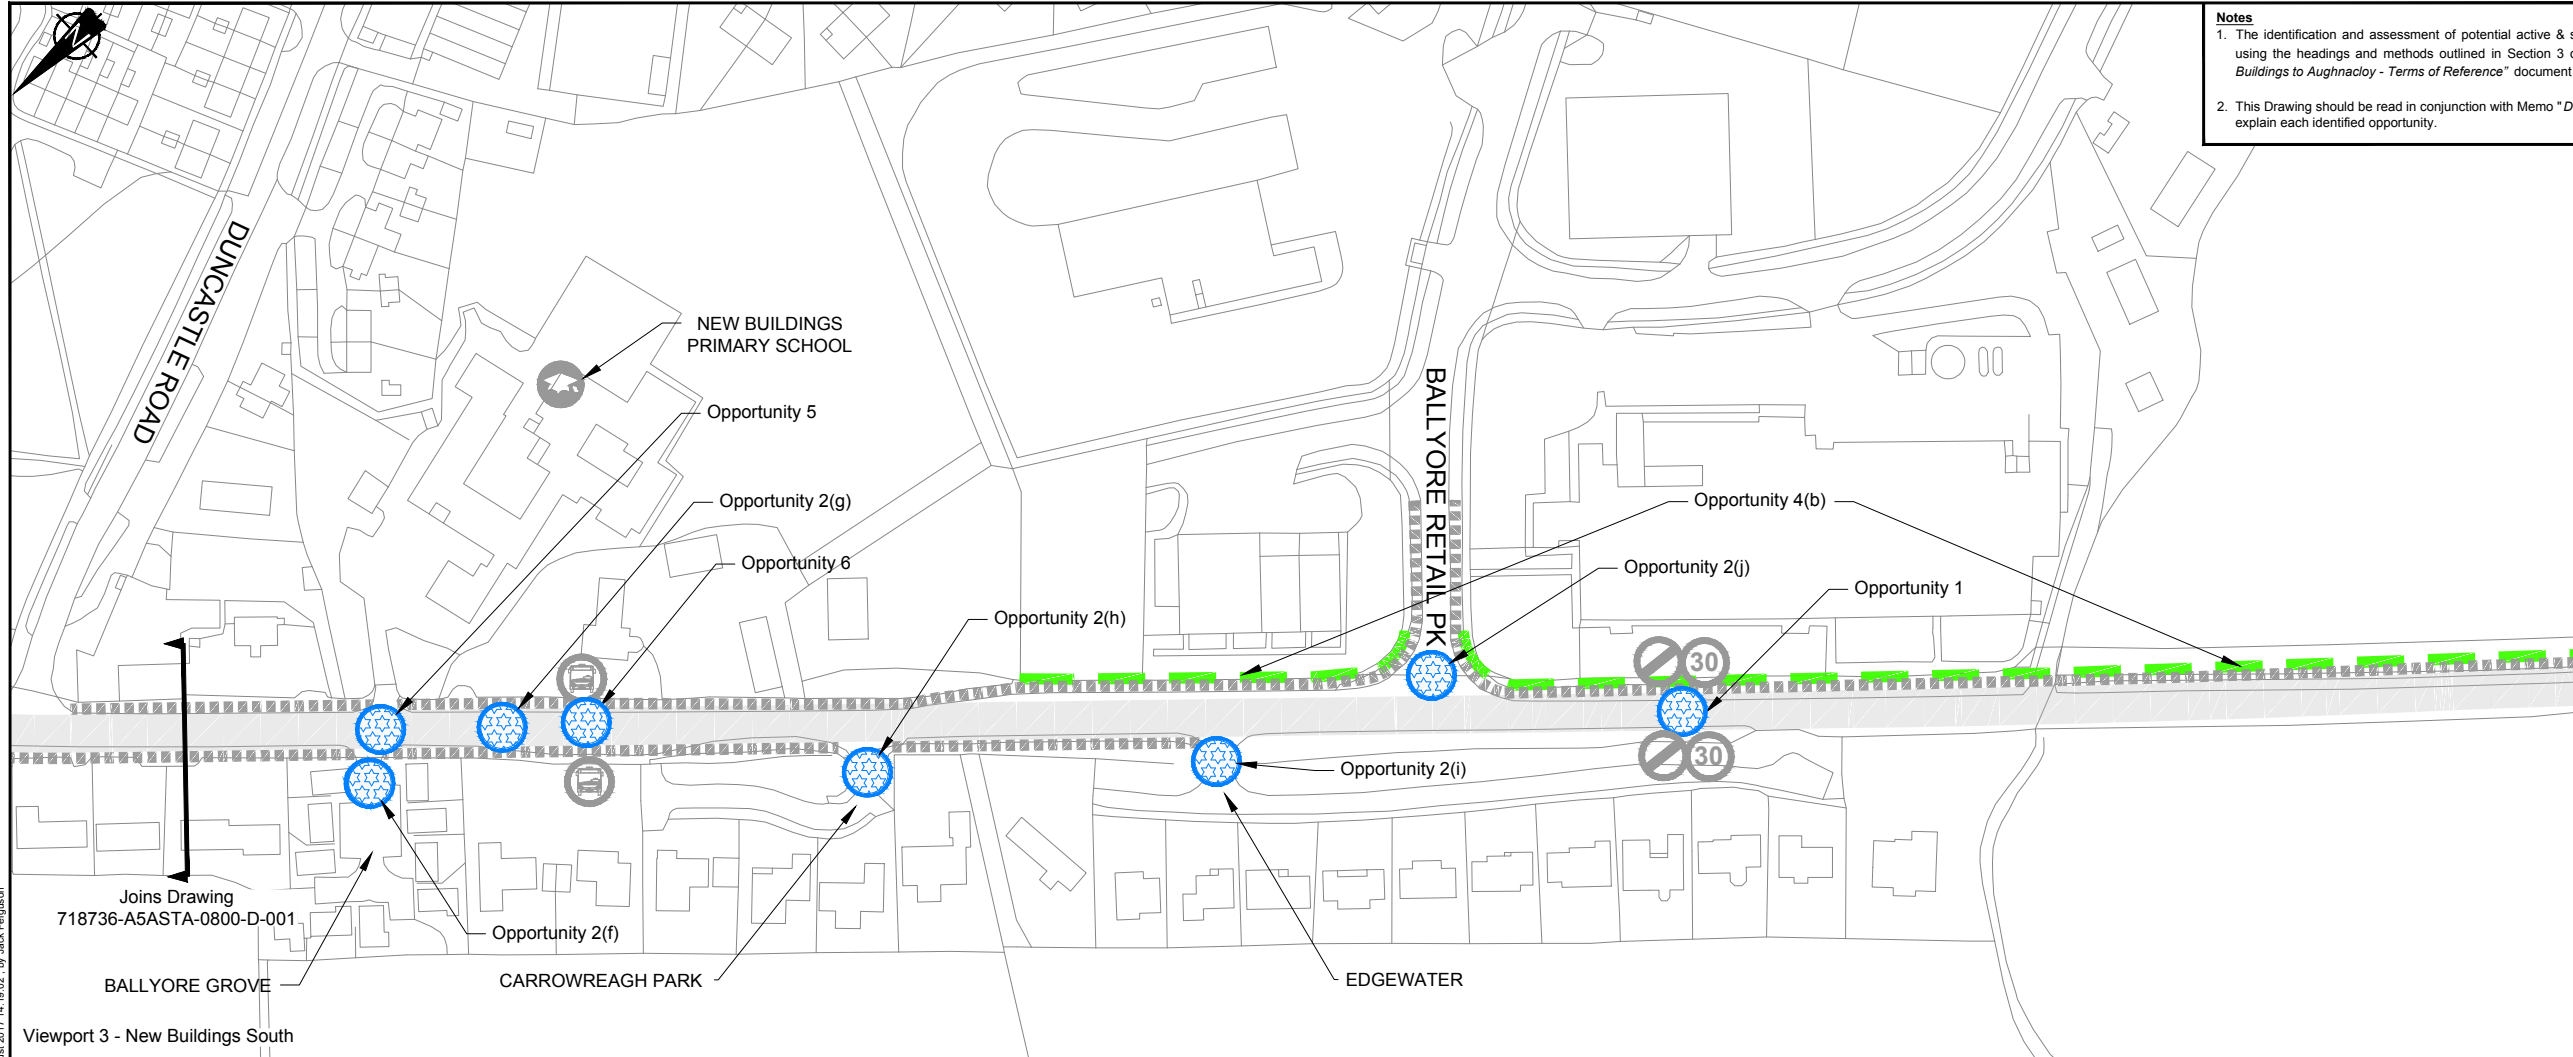 N
Notes
1. The identification and assessment of potential active & s
using the headings and methods outlined in Section 3 o
Buildings to Aughnacloy - Terms of Reference" document
2. This Drawing should be read in conjunction with Memo "D
explain each identified opportunity.
DUNCASTLE ROAD
NEW BUILDINGS
PRIMARY SCHOOL
Opportunity 5
Opportunity 2(g)
Opportunity 6
Opportunity 2(h)
BALLYORE RETAIL PK
Opportunity 4(b)
Opportunity 2(j)
Opportunity 1
30
30
Opportunity 2(i)
Joins Drawing
718736-A5ASTA-0800-D-001
Opportunity 2(f)
BALLYORE GROVE
CARROWREAGH PARK
EDGEWATER
Viewport 3 - New Buildings South